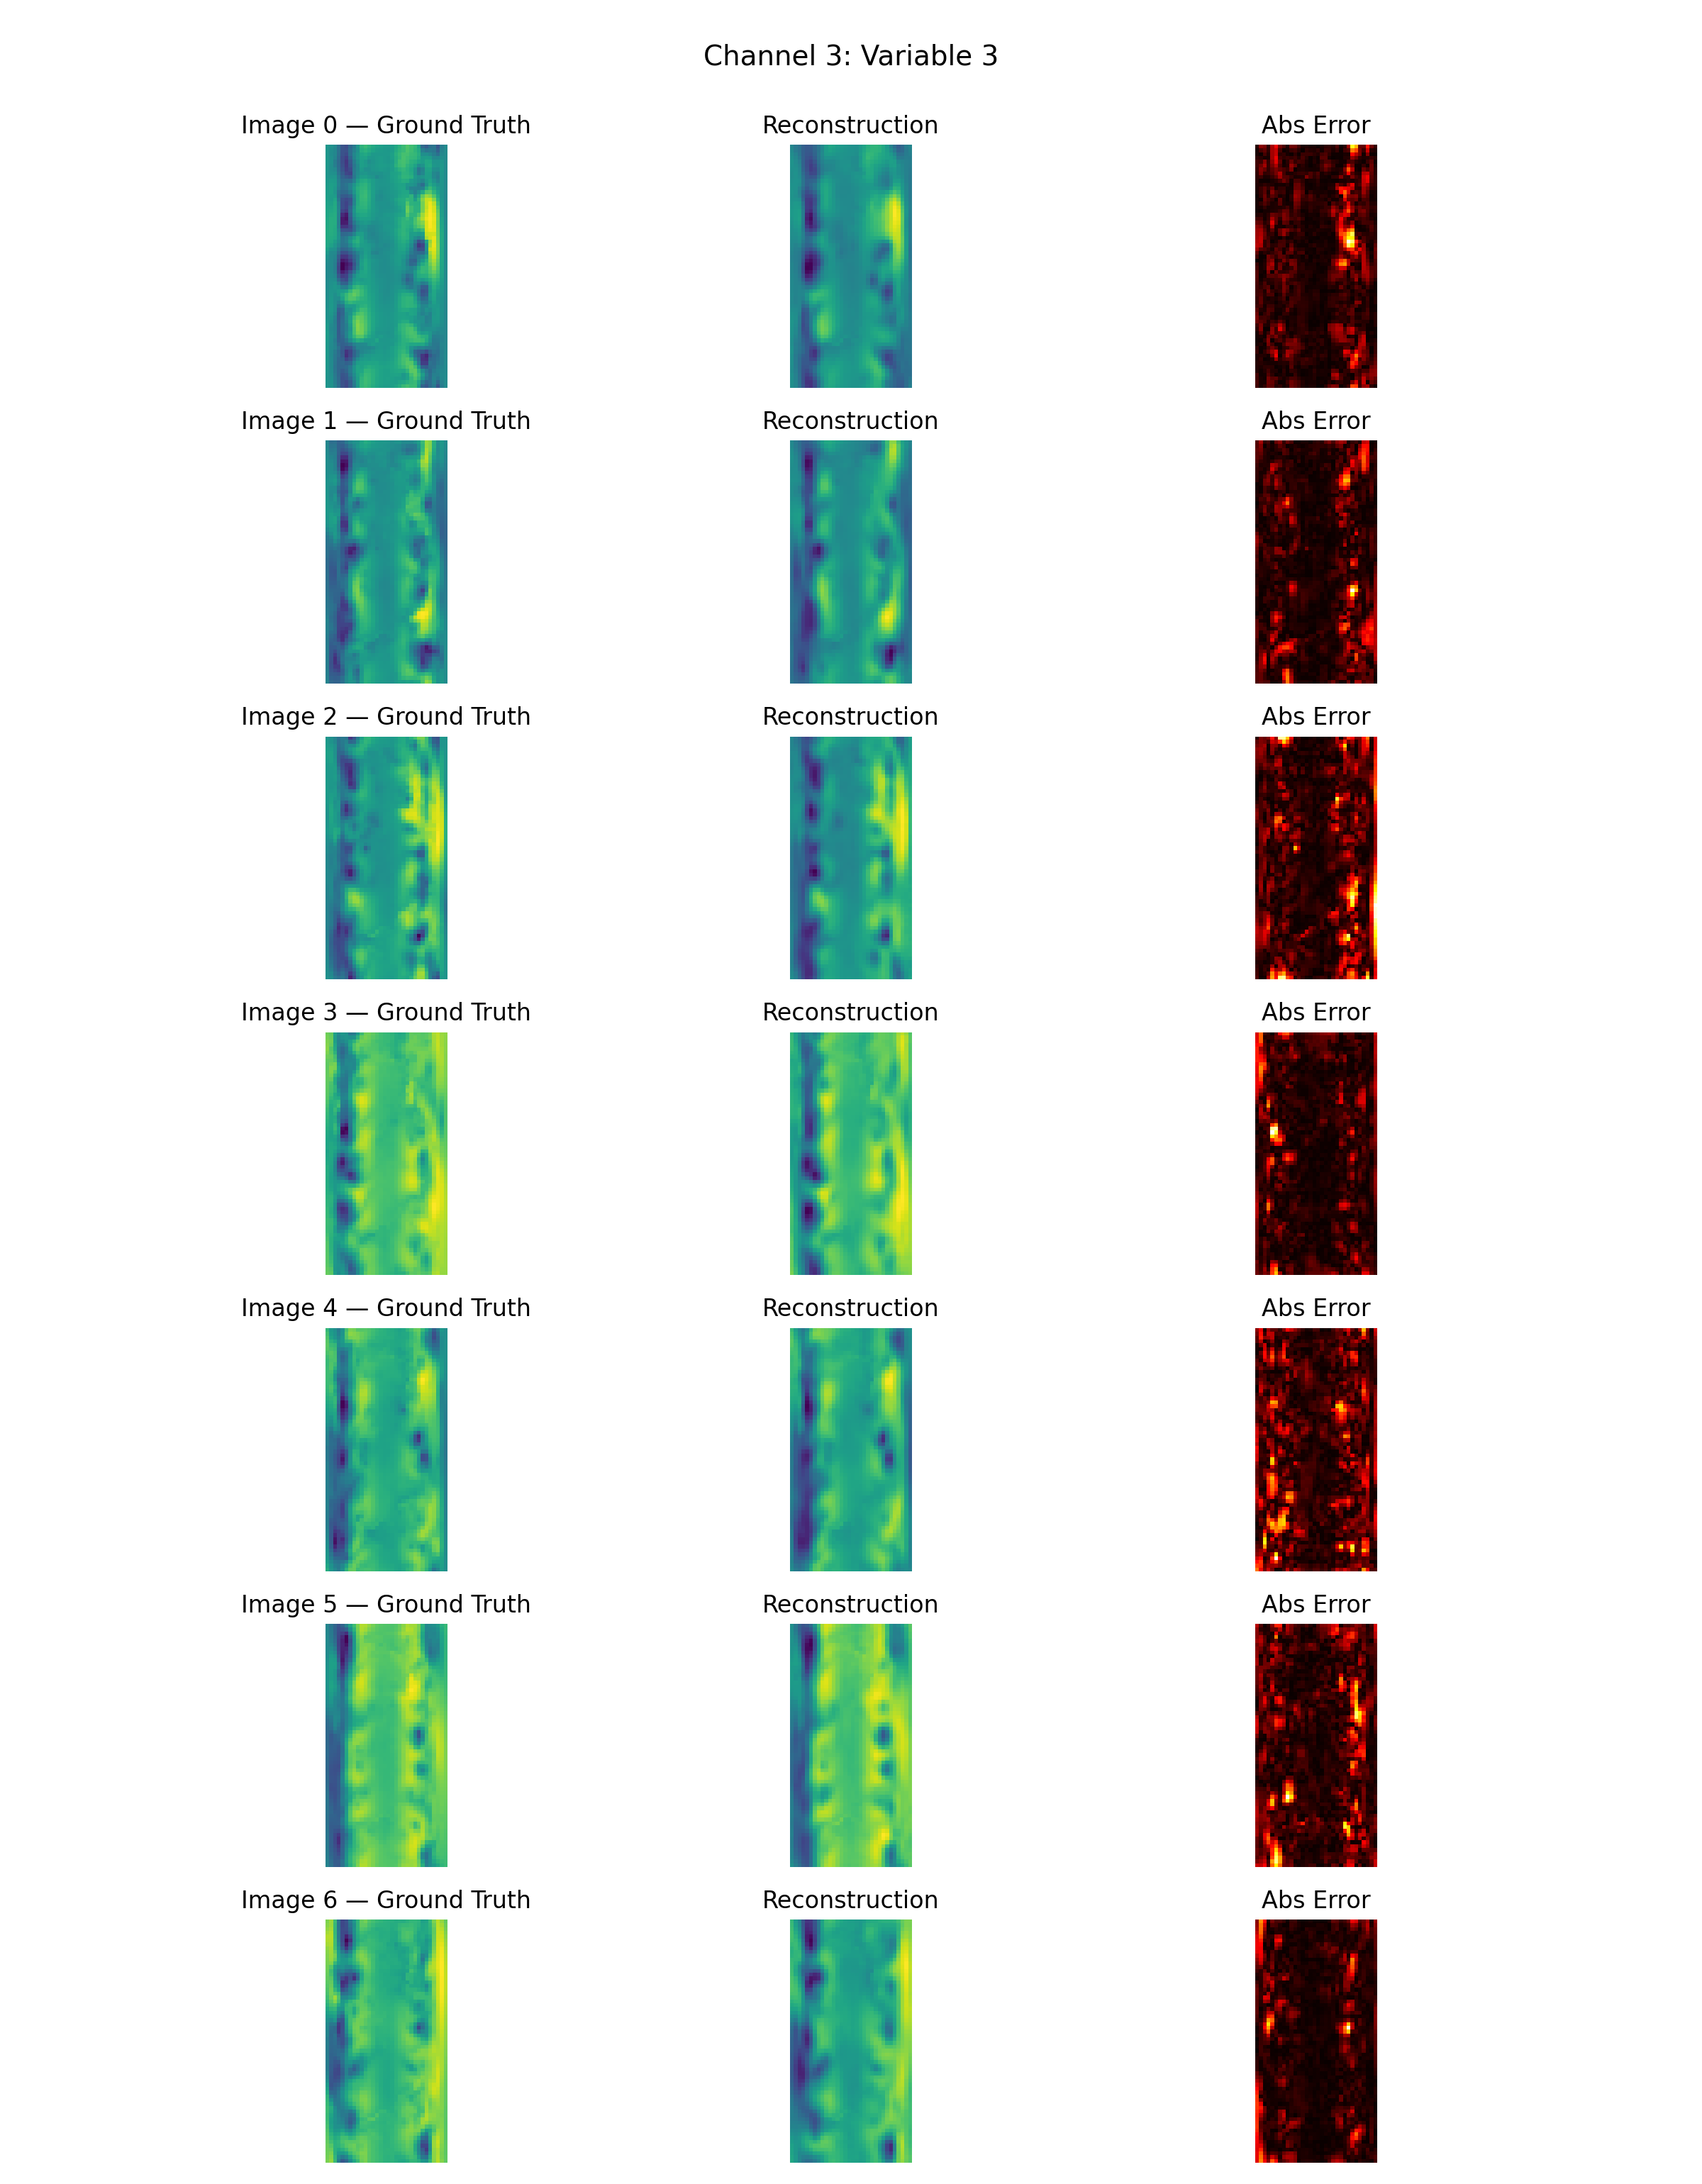 Channel 3: Variable 3
Image 0 — Ground Truth Reconstruction Abs Error
Image 1 — Ground Truth Reconstruction Abs Error
Image 2 — Ground Truth Reconstruction Abs Error
Image 3 — Ground Truth Reconstruction Abs Error
Image 4 — Ground Truth Reconstruction Abs Error
Image 5 — Ground Truth Reconstruction Abs Error
Image 6 — Ground Truth Reconstruction Abs Error